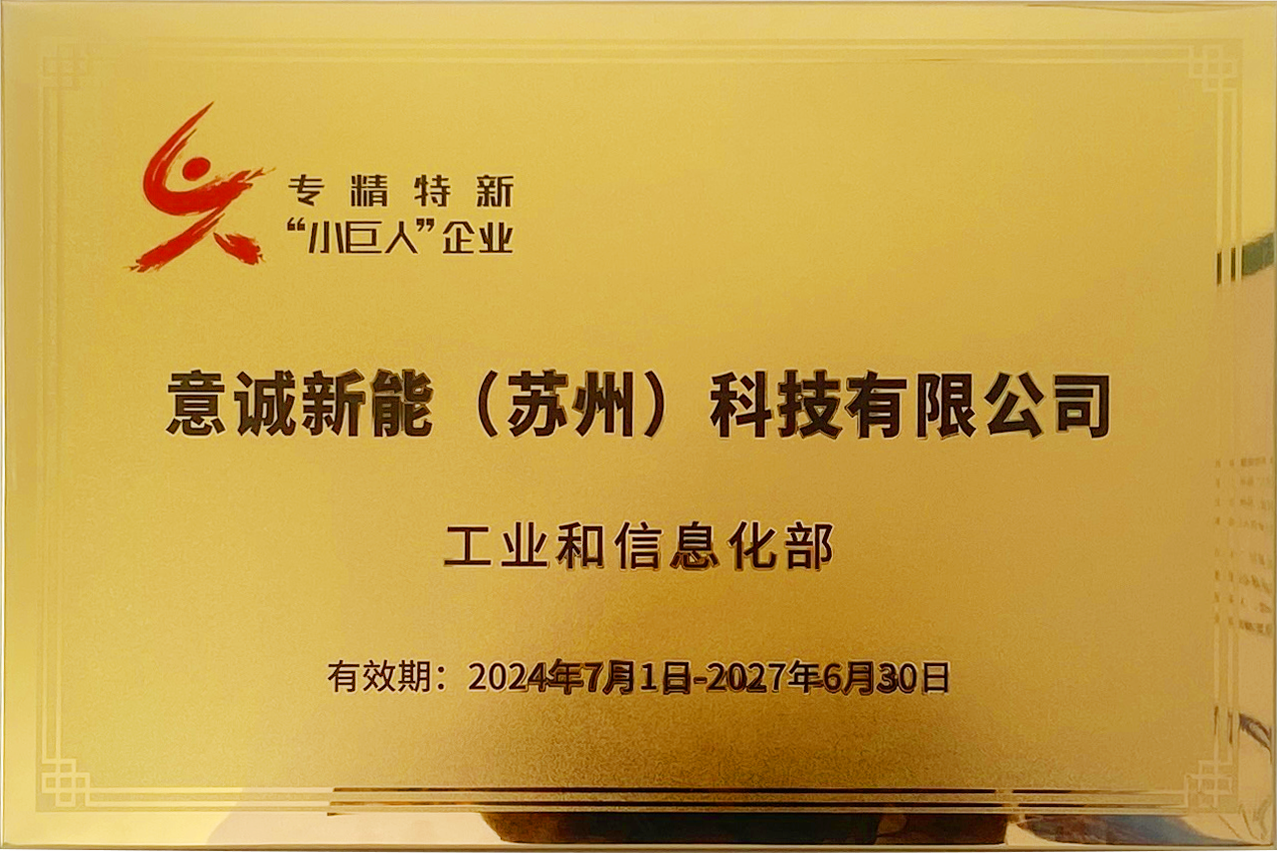 专精特新
“小巨人”企业
意诚新能（苏州）科技有限公司
工业和信息化部
有效期：2024年7月1日-2027年6月30日